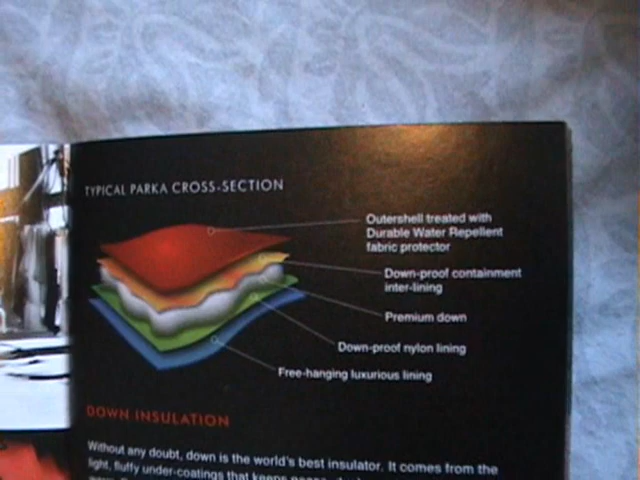 TYPICAL PARKA CROSS-SECTION
Outershell treated with
Durable Water Repellent
fabric protector
Down-proof containment
inter-lining
Premium down
Down-proof nylon lining
Free-hanging luxurious lining
DOWN INSULATION
Without any doubt, down is the world's best insulator. It comes from the
light, fluffy under-coatings that keeps